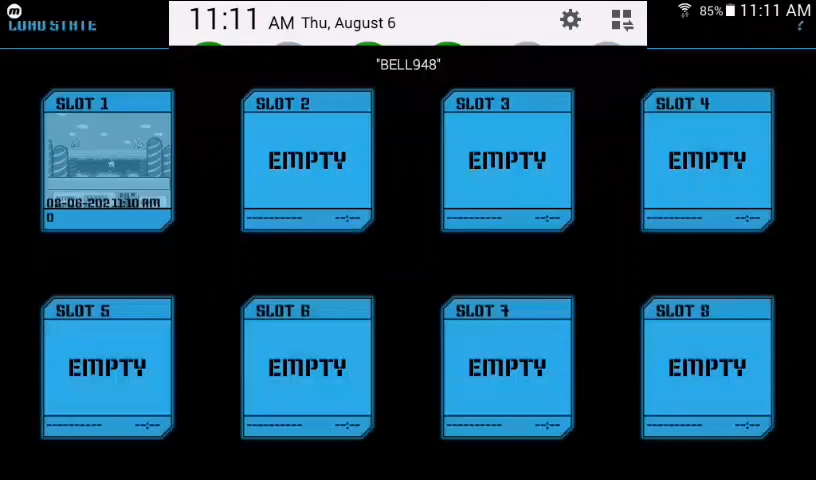 11:11 AM Thu, August 6
85% 11:11 AM
LOAD STATE
?
"BELL948"
SLOT 1
08-06-202 11:10 AM
0
SLOT 2
EMPTY
---------- --:--
SLOT 3
EMPTY
---------- --:--
SLOT 4
EMPTY
---------- --:--
SLOT 5
EMPTY
---------- --:--
SLOT 6
EMPTY
---------- --:--
SLOT 7
EMPTY
---------- --:--
SLOT 8
EMPTY
---------- --:--